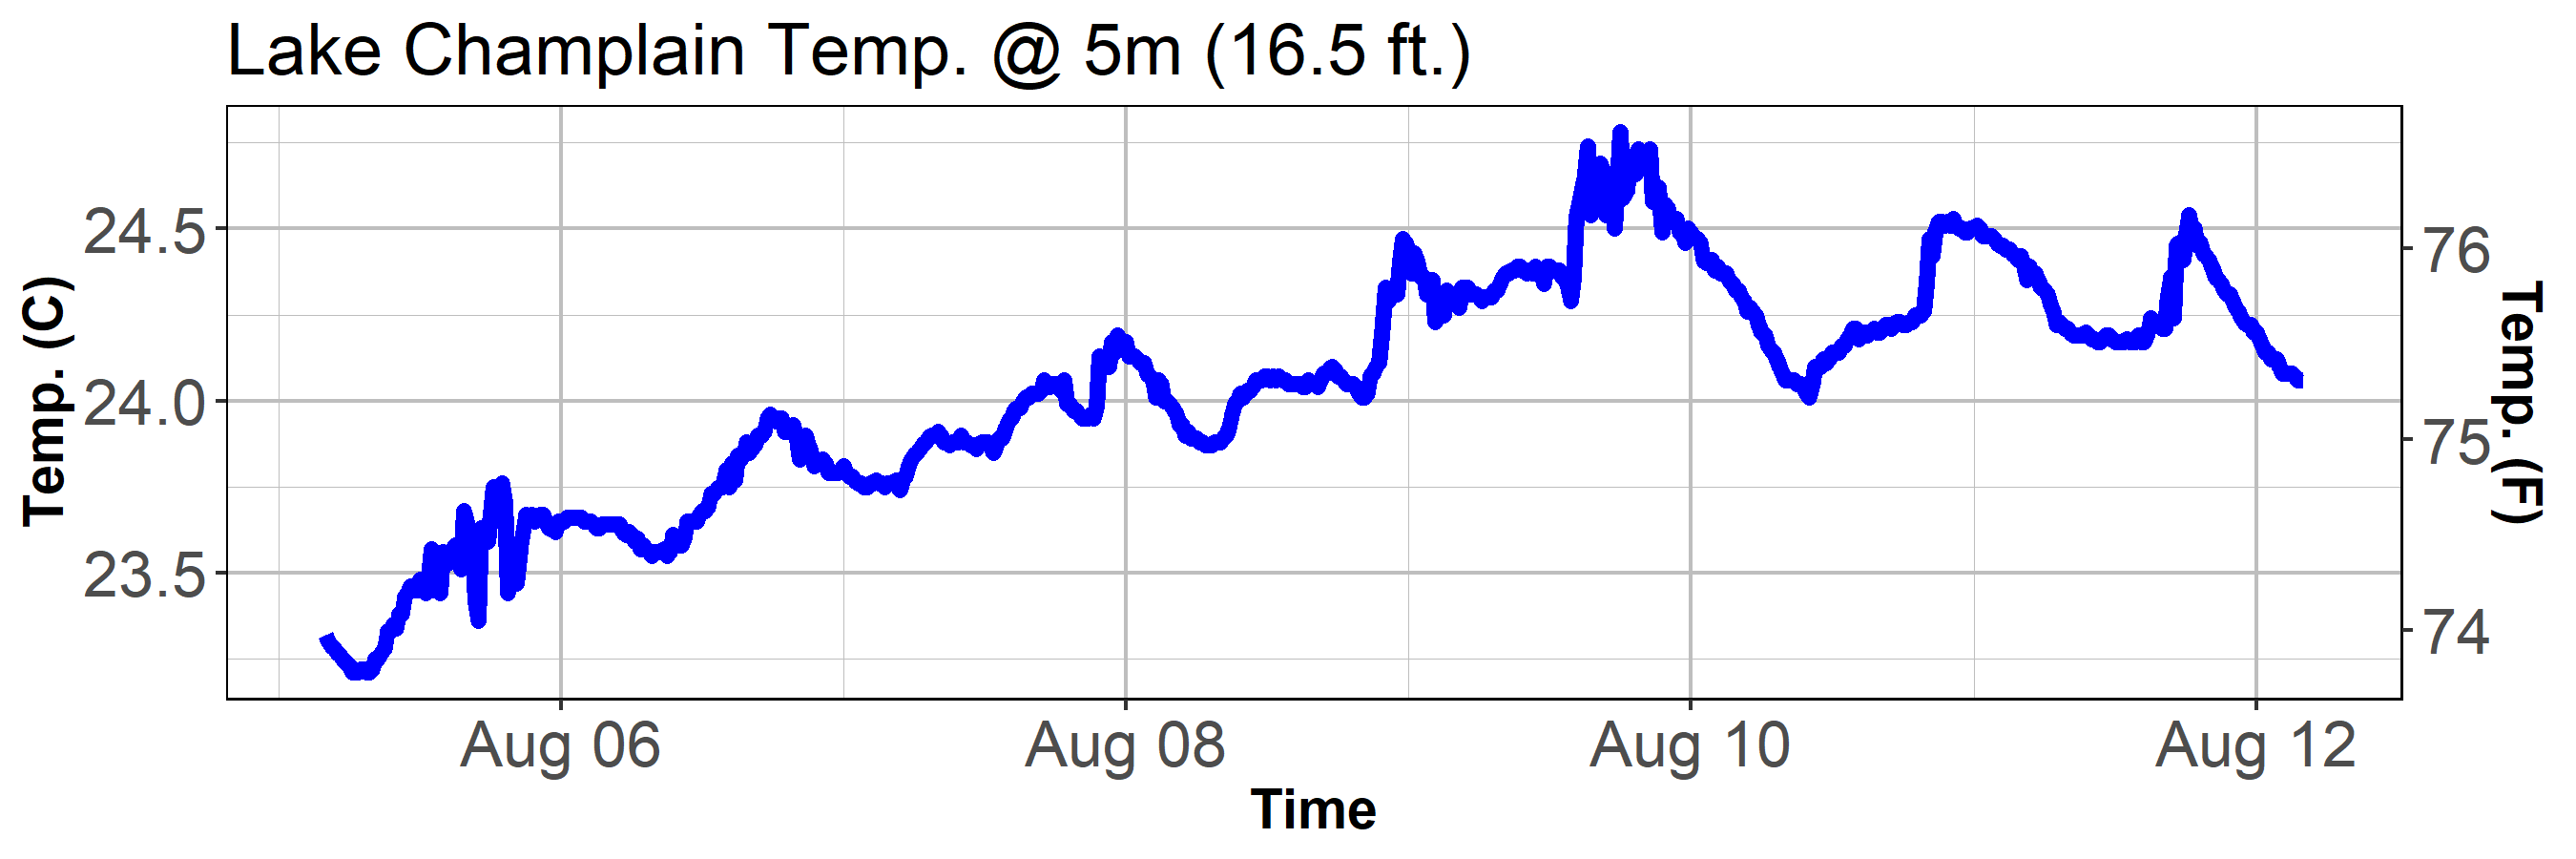 Lake Champlain Temp. @ 5m (16.5 ft.)
Temp. (C)
24.5
24.0
23.5
76
75
74
Temp. (F)
Aug 06
Aug 08
Aug 10
Aug 12
Time